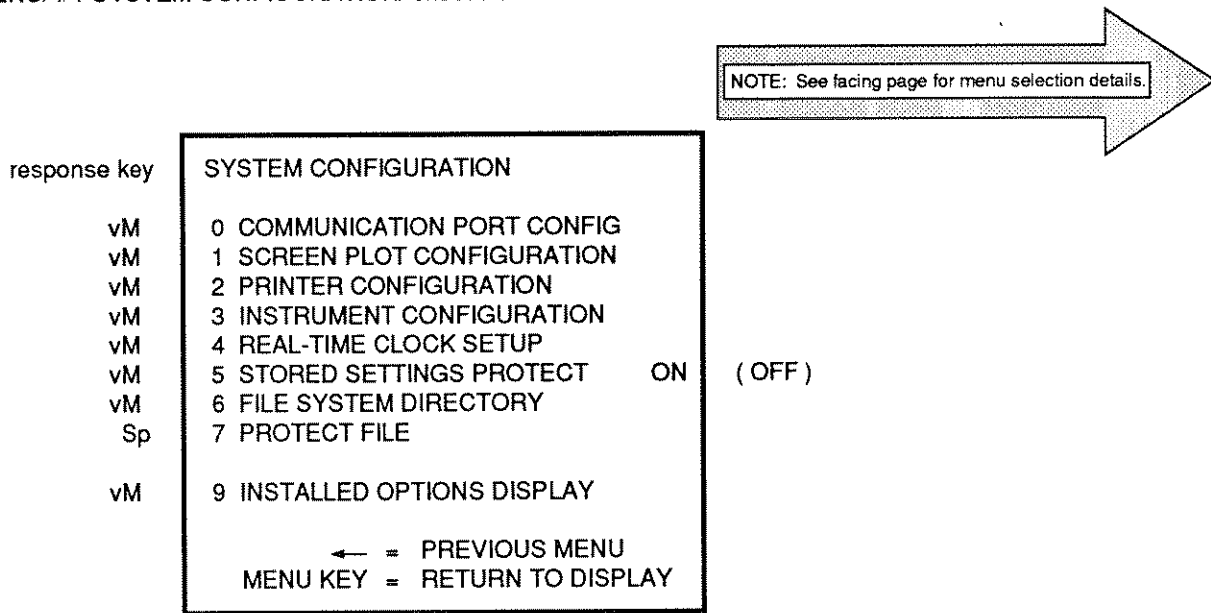 NOTE: See facing page for menu selection details.
response key SYSTEM CONFIGURATION
vM 0 COMMUNICATION PORT CONFIG
vM 1 SCREEN PLOT CONFIGURATION
vM 2 PRINTER CONFIGURATION
vM 3 INSTRUMENT CONFIGURATION
vM 4 REAL-TIME CLOCK SETUP
vM 5 STORED SETTINGS PROTECT ON ( OFF )
vM 6 FILE SYSTEM DIRECTORY
Sp 7 PROTECT FILE
vM 9 INSTALLED OPTIONS DISPLAY
← = PREVIOUS MENU
MENU KEY = RETURN TO DISPLAY